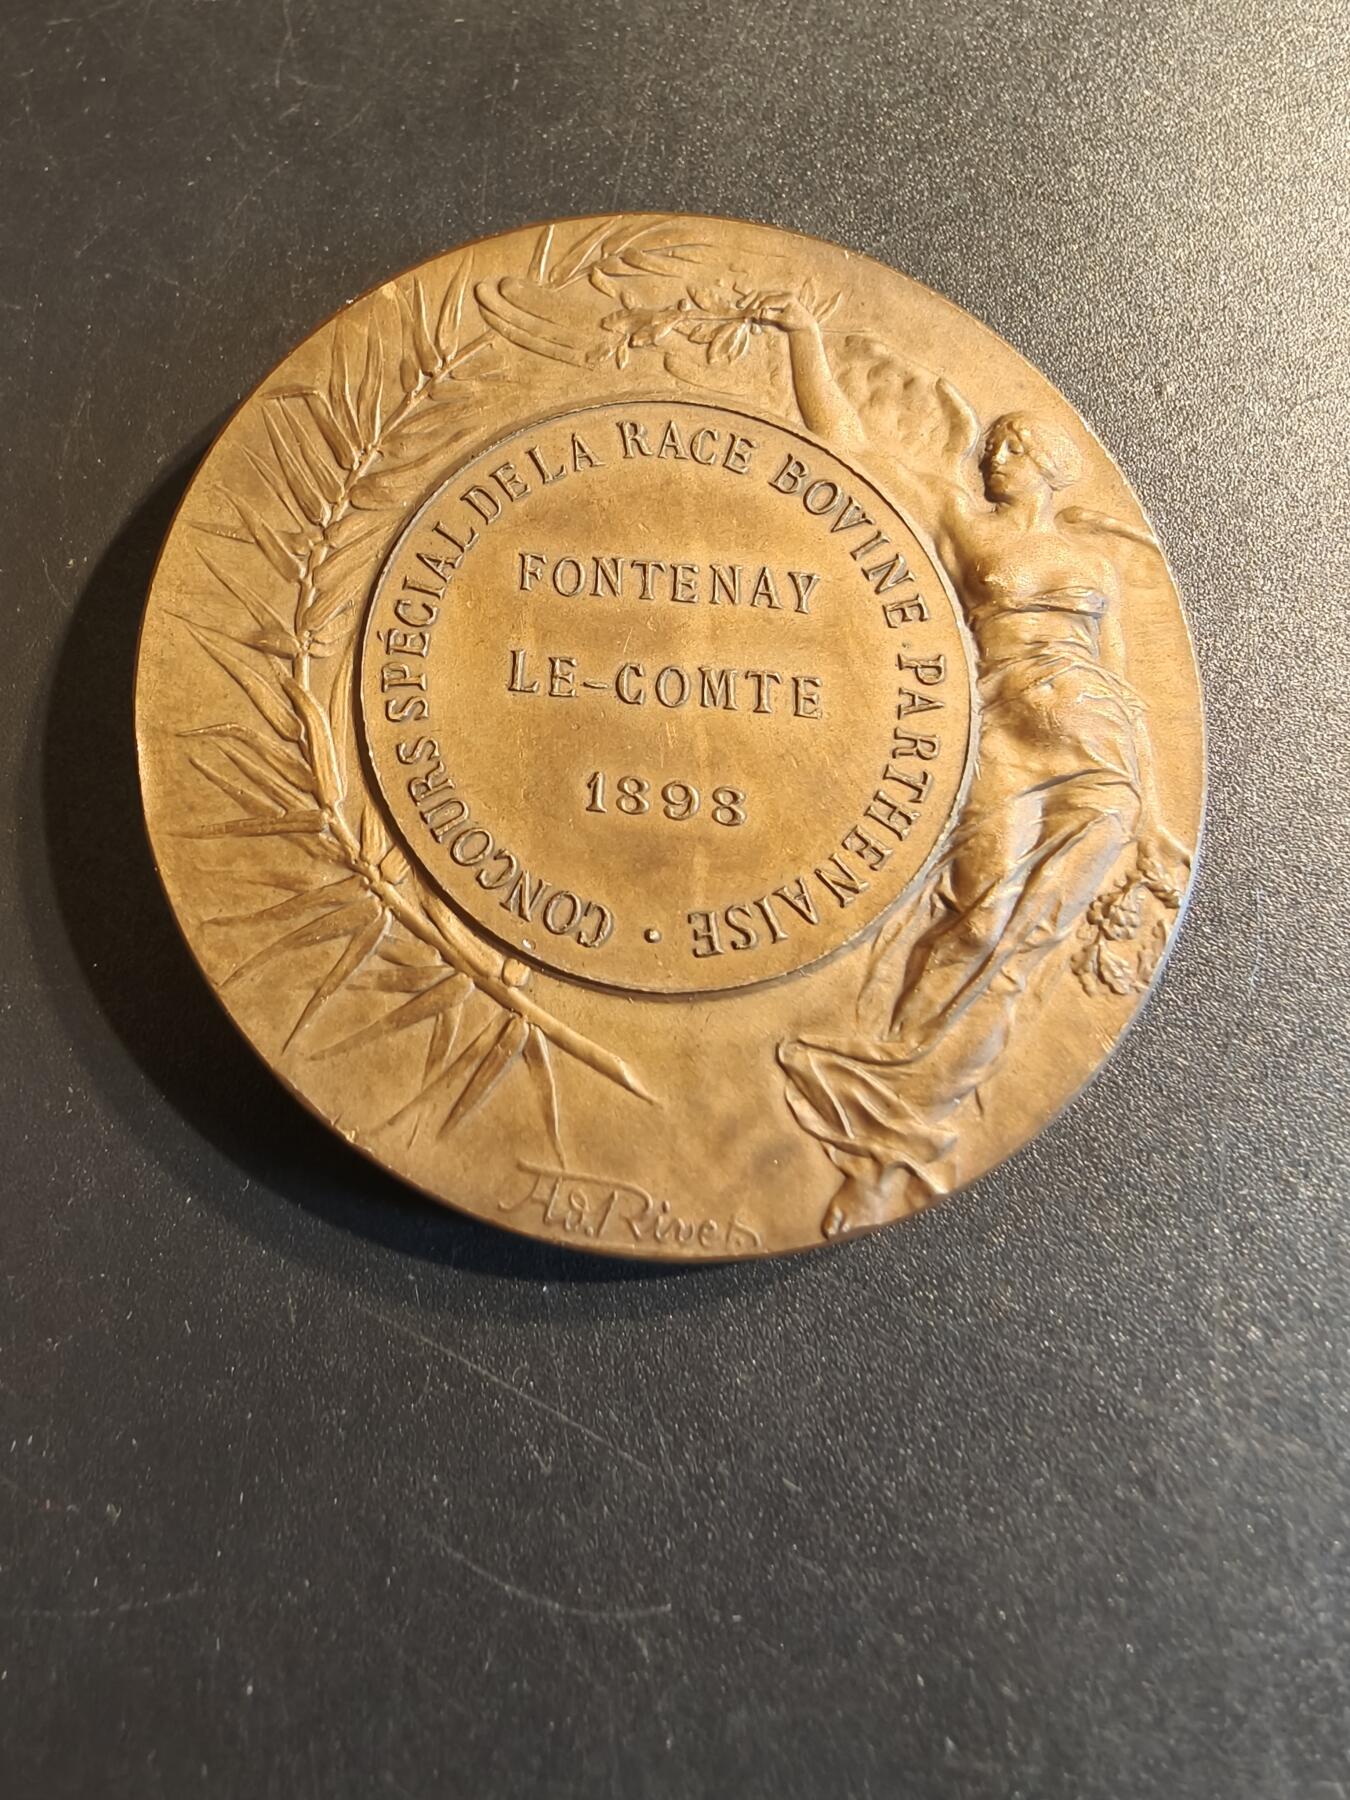 CONCOURS SPÉCIAL DE LA RACE BOVINE PARTHENAISE •
FONTENAY
LE-COMTE
1898
Ad. Rivet